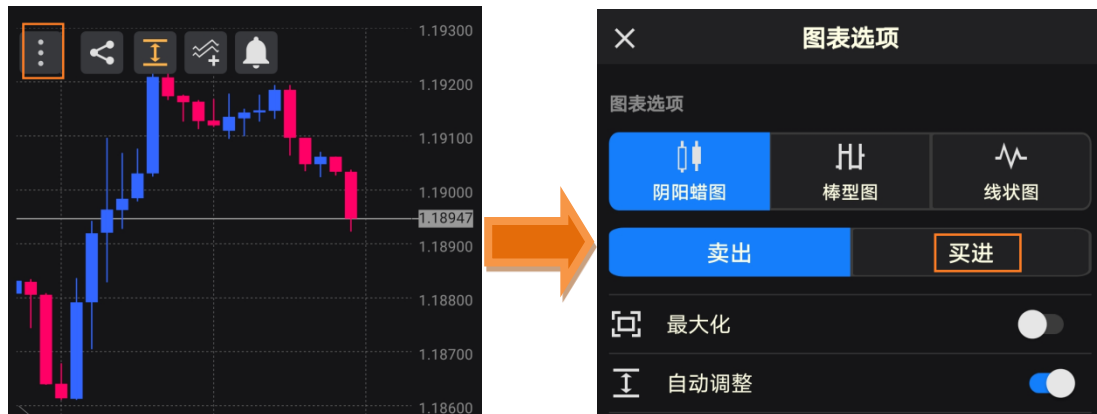 1.19300
1.19200
1.19100
1.19000
1.18947
1.18900
1.18800
1.18700
1.18600
图表选项
图表选项
阴阳蜡图
棒型图
线状图
卖出
买进
最大化
自动调整